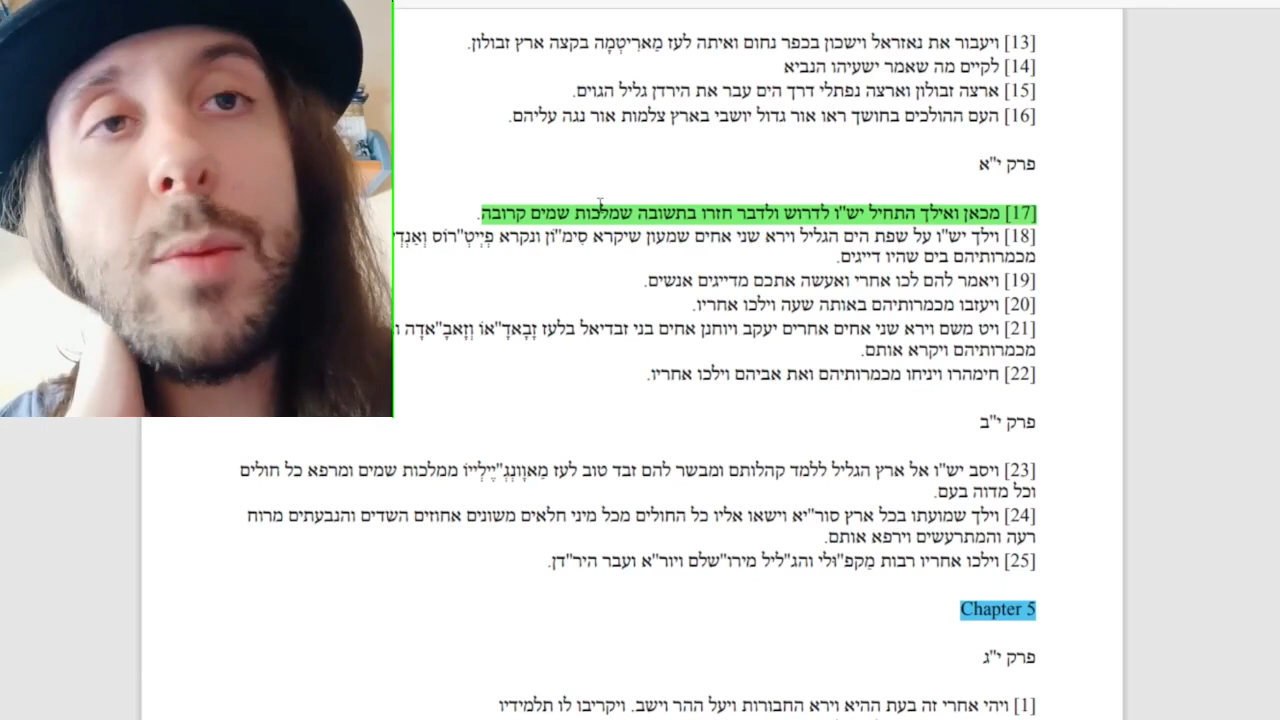 [13] ויעבור את נאזראל וישכון בכפר נחום ואיתה לעז מַארִיטְמָה בקצה ארץ זבולון.
[14] לקיים מה שאמר ישעיהו הנביא
[15] ארצה זבולון וארצה נפתלי דרך הים עבר את הירדן גליל הגוים.
[16] העם ההולכים בחושך ראו אור גדול יושבי בארץ צלמות אור נגה עליהם.
פרק י"א
[17] מכאן ואילך התחיל יש"ו לדרוש ולדבר חזרו בתשובה שמלכות שמים קרובה.
[18] וילך יש"ו על שפת הים הגליל וירא שני אחים שמעון שיקרא סִימ"וֹן ונקרא פְיֵיטְ"רוֹס
מכמרותיהם בים שהיו דייגים.
[19] ויאמר להם לכו אחרי ואעשה אתכם מדייגים אנשים.
[20] ויעזבו מכמרותיהם באותה שעה וילכו אחריו.
[21] ויט משם וירא שני אחים אחרים יעקב ויוחנן אחים בני זבדיאל בלעז זָבָאדָ"אוֹ וְזָאבָ"אדָה
מכמרותיהם ויקרא אותם.
[22] חימהרו ויניחו מכמרותיהם ואת אביהם וילכו אחריו.
פרק י"ב
[23] ויסב יש"ו אל ארץ הגליל ללמד קהלותם ומבשר להם זבד טוב לעז מַאוָונְגְ"יֶילְייוֹ ממלכות שמים ומרפא כל חולים
וכל מדוה בעם.
[24] וילך שמועתו בכל ארץ סור"יא וישאו אליו כל החולים מכל מיני חלאים משונים אחוזים השדים והנבעתים מרוח
רעה והמתרעשים וירפא אותם.
[25] וילכו אחריו רבות מַקפ"וּלי והג"ליל מירו"שלם ויור"א ועבר היר"דן.
Chapter 5
פרק י"ג
[1] ויהי אחרי זה בעת ההיא וירא החבורות ויעל ההר וישב. ויקריבו לו תלמידיו